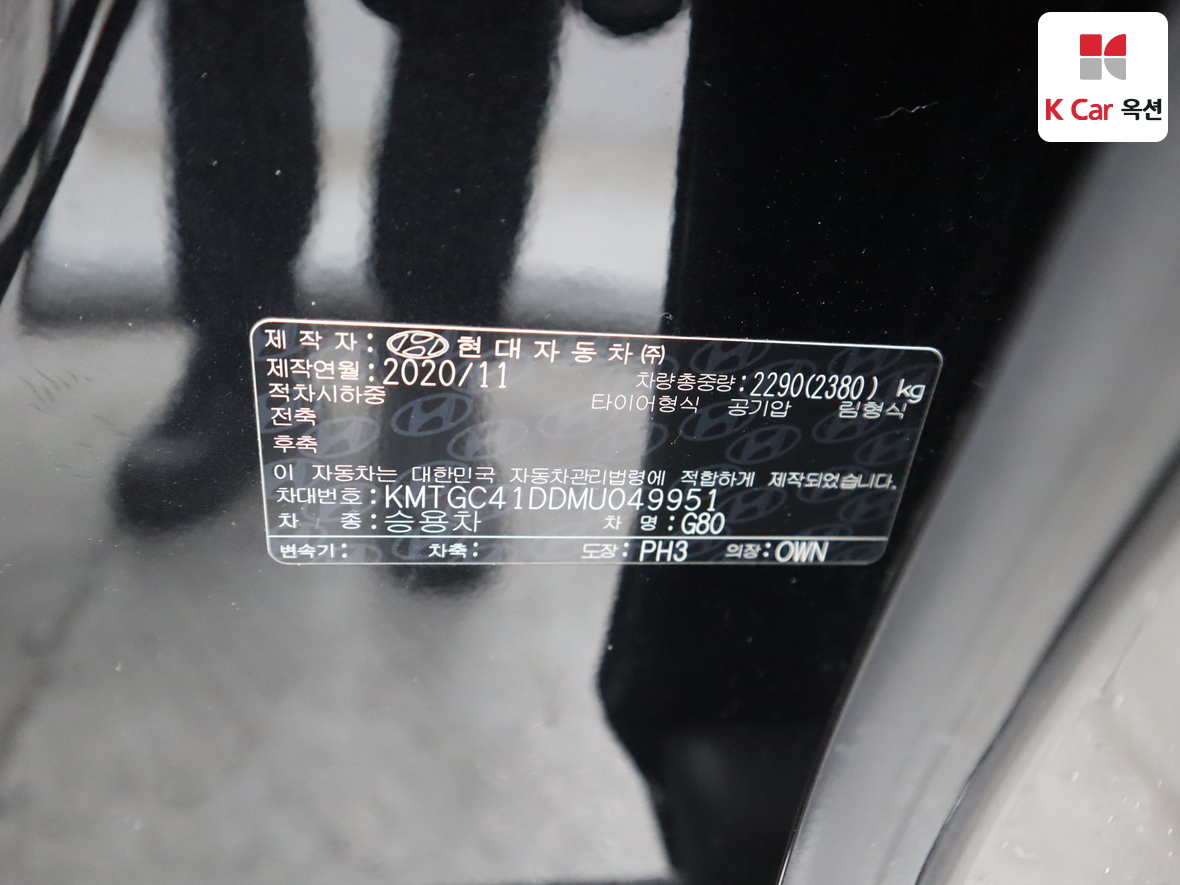 K Car 옥션
제 작 자 : 현 대 자 동 차 ㈜
제작연월 : 2020/11 차량총중량 : 2290(2380) kg
적차시하중 타이어형식 공기압 림형식
전축
후축
이 자동차는 대한민국 자동차관리법령에 적합하게 제작되었습니다.
차대번호 : KMTGC41DDMU049951
차 종 : 승용차 차 명 : G80
변속기 : 차축 : 도장 : PH3 의장 : OWN